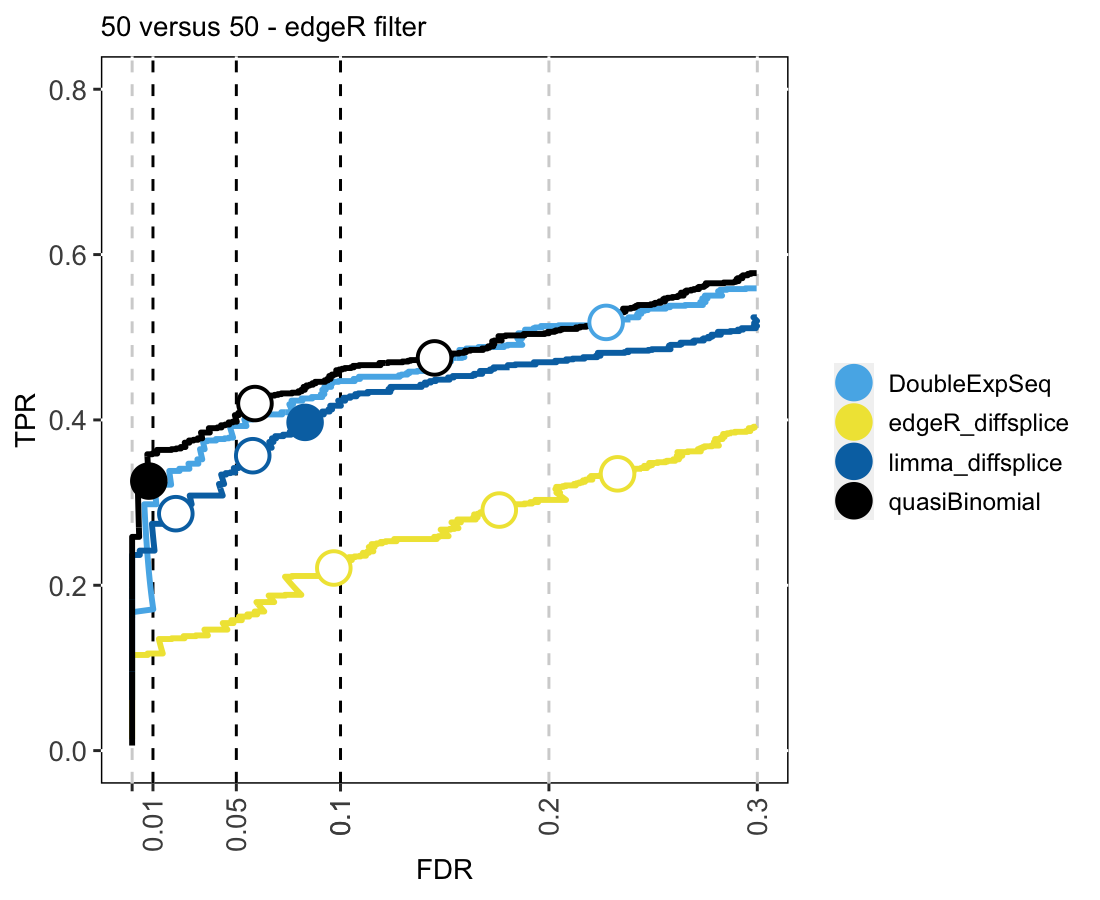 50 versus 50 - edgeR filter
0.8
0.6
0.4
0.2
0.0
TPR
0.01
0.05
0.1
0.2
0.3
FDR
DoubleExpSeq
edgeR_diffsplice
limma_diffsplice
quasiBinomial